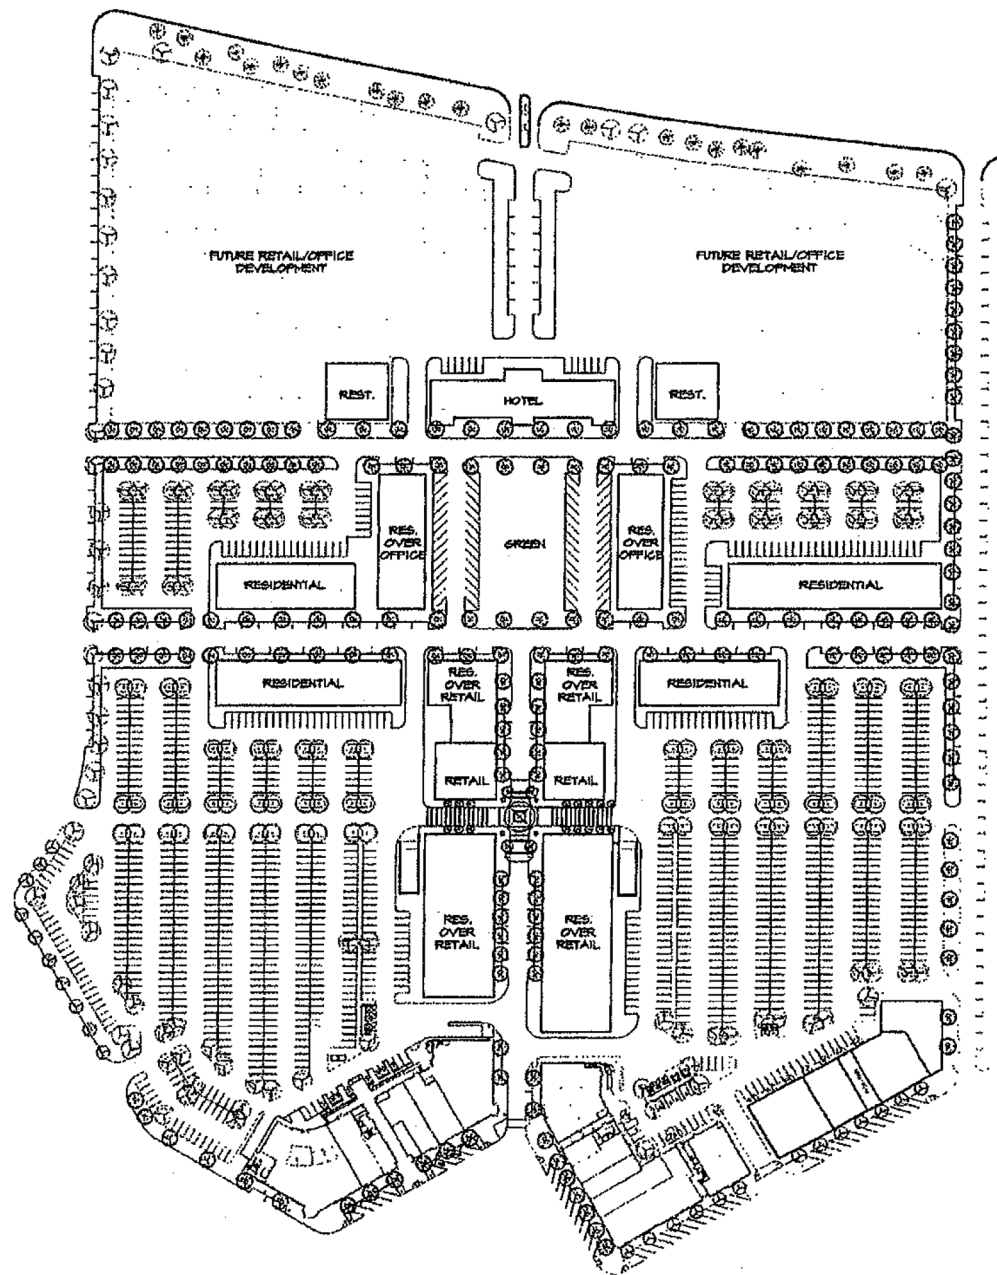 FUTURE RETAIL/OFFICE
DEVELOPMENT
FUTURE RETAIL/OFFICE
DEVELOPMENT
REST.
HOTEL
REST.
RES.
OVER
OFFICE
GREEN
RES.
OVER
OFFICE
RESIDENTIAL
RESIDENTIAL
RESIDENTIAL
RES.
OVER
RETAIL
RES.
OVER
RETAIL
RESIDENTIAL
RETAIL
RETAIL
RES.
OVER
RETAIL
RES.
OVER
RETAIL